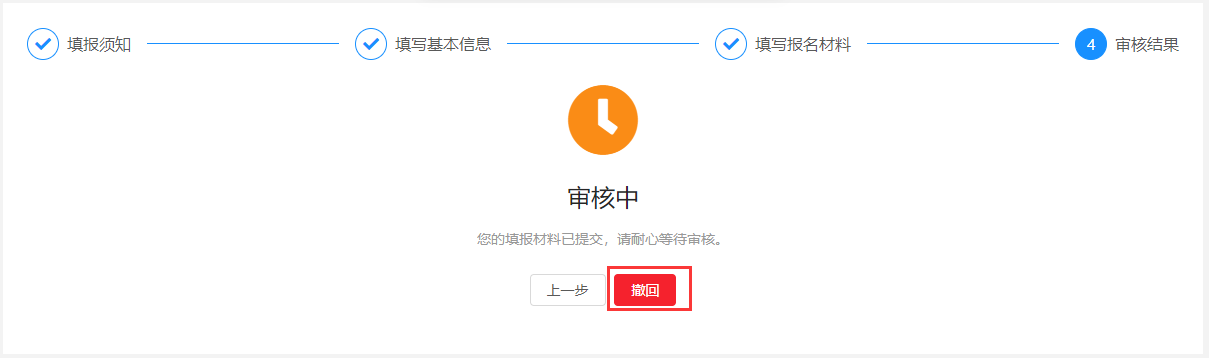 填报须知 填写基本信息 填写报名材料 4 审核结果
审核中
您的填报材料已提交，请耐心等待审核。
上一步 撤回